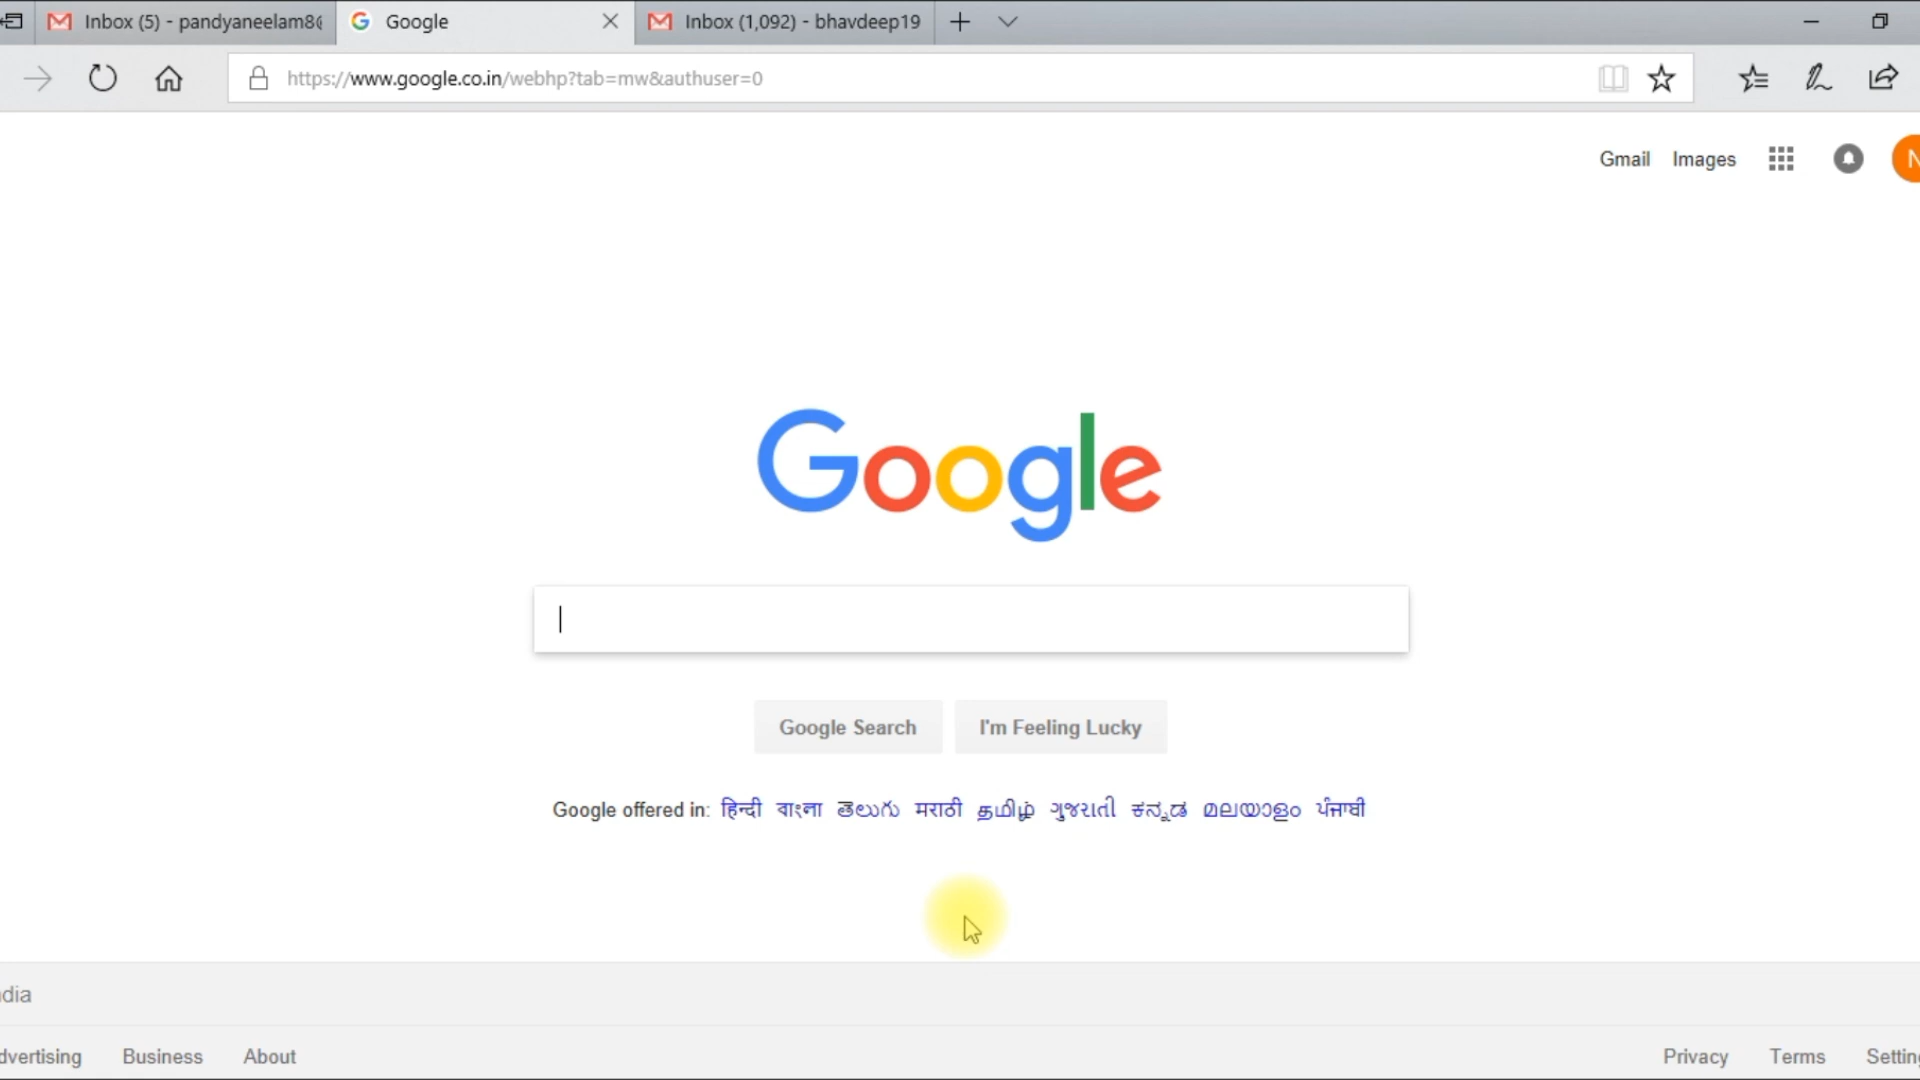 Inbox (5) - pandyaneelam8 Google Inbox (1,092) - bhavdeep19
https://www.google.co.in/webhp?tab=mw&authuser=0
Gmail Images N
Google
Google Search I'm Feeling Lucky
Google offered in: हिन्दी বাংলা తెలుగు मराठी தமிழ் ગુજરાતી ಕನ್ನಡ മലയാളം ਪੰਜਾਬੀ
dia
dvertising Business About Privacy Terms Settin